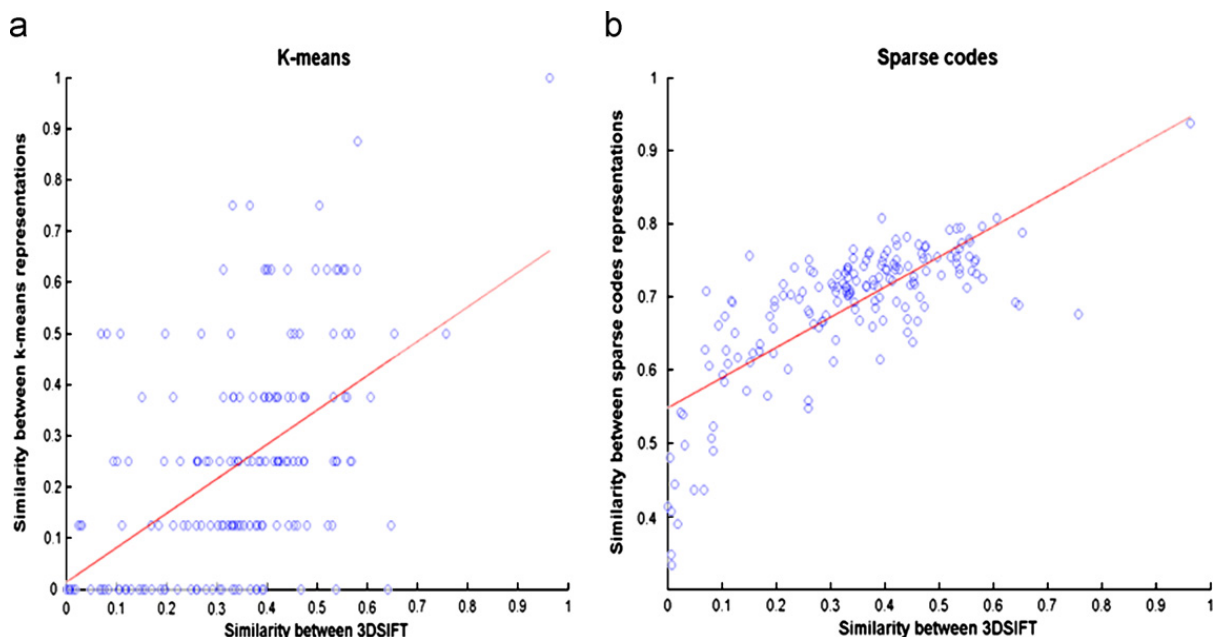 a
K-means
Similarity between k-means representations
1
0.9
0.8
0.7
0.6
0.5
0.4
0.3
0.2
0.1
0
0 0.1 0.2 0.3 0.4 0.5 0.6 0.7 0.8 0.9 1
Similarity between 3DSIFT
b
Sparse codes
Similarity between sparse codes representations
1
0.9
0.8
0.7
0.6
0.5
0.4
0 0.1 0.2 0.3 0.4 0.5 0.6 0.7 0.8 0.9 1
Similarity between 3DSIFT